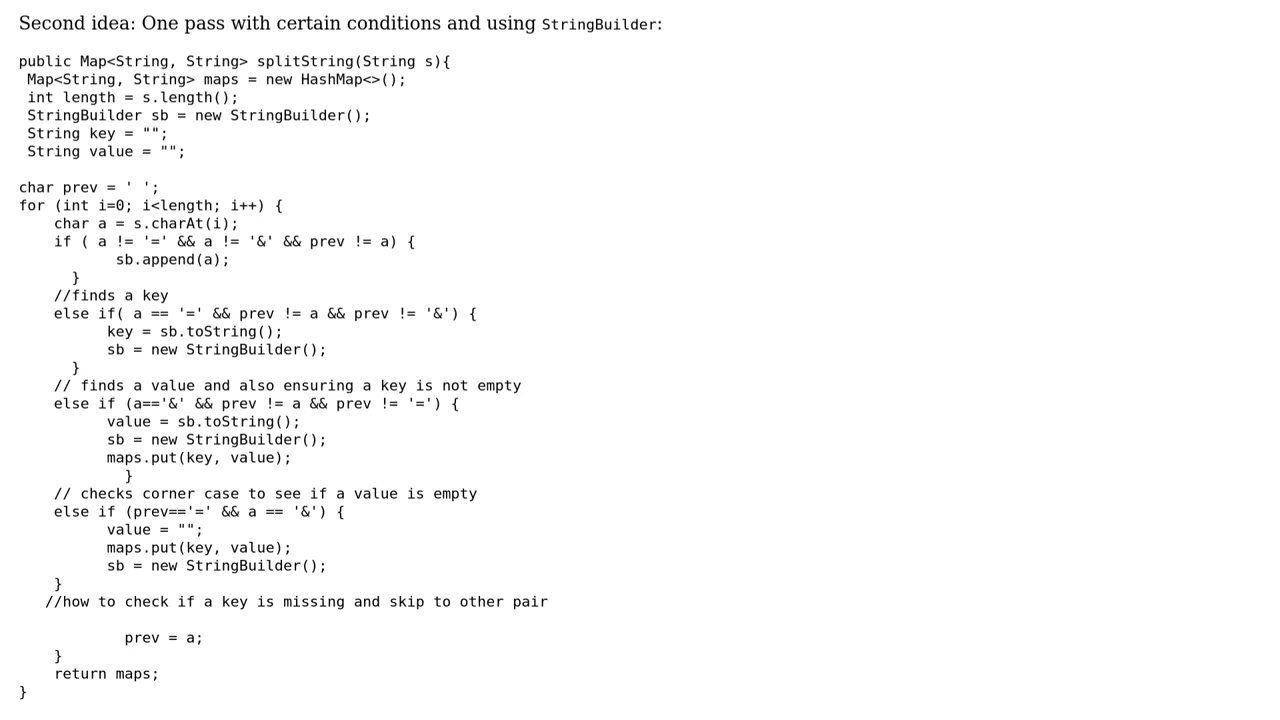 Second idea: One pass with certain conditions and using StringBuilder:
public Map<String, String> splitString(String s){
 Map<String, String> maps = new HashMap<>();
 int length = s.length();
 StringBuilder sb = new StringBuilder();
 String key = "";
 String value = "";

char prev = ' ';
for (int i=0; i<length; i++) {
    char a = s.charAt(i);
    if ( a != '=' && a != '&' && prev != a) {
           sb.append(a);
      }
    //finds a key
    else if( a == '=' && prev != a && prev != '&') {
          key = sb.toString();
          sb = new StringBuilder();
      }
    // finds a value and also ensuring a key is not empty
    else if (a=='&' && prev != a && prev != '=') {
          value = sb.toString();
          sb = new StringBuilder();
          maps.put(key, value);
            }
    // checks corner case to see if a value is empty
    else if (prev=='=' && a == '&') {
          value = "";
          maps.put(key, value);
          sb = new StringBuilder();
    }
   //how to check if a key is missing and skip to other pair

            prev = a;
    }
    return maps;
}